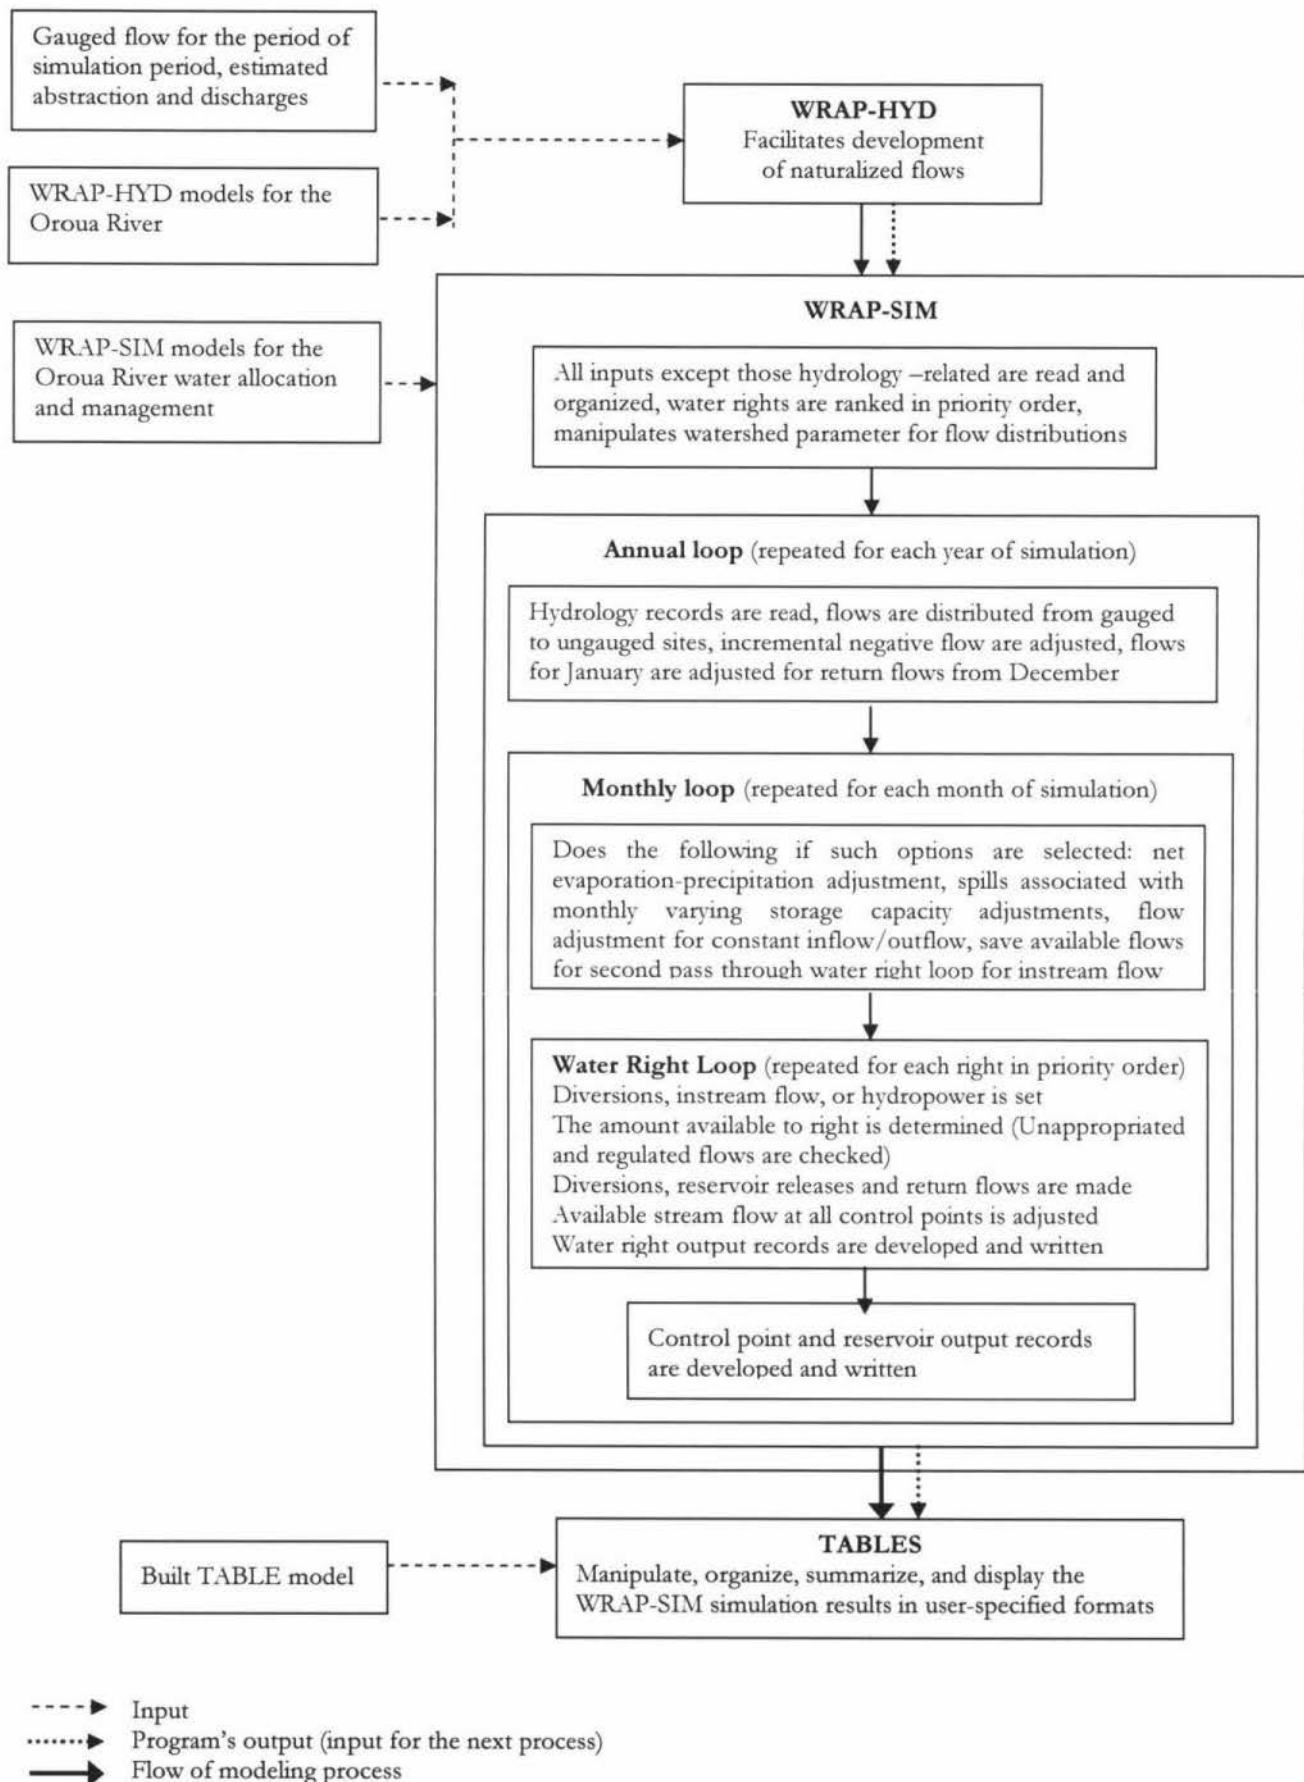 Gauged flow for the period of
simulation period, estimated
abstraction and discharges
WRAP-HYD
Facilitates development
of naturalized flows
WRAP-HYD models for the
Oroua River
WRAP-SIM
WRAP-SIM models for the
Oroua River water allocation
and management
All inputs except those hydrology –related are read and
organized, water rights are ranked in priority order,
manipulates watershed parameter for flow distributions
Annual loop (repeated for each year of simulation)
Hydrology records are read, flows are distributed from gauged
to ungauged sites, incremental negative flow are adjusted, flows
for January are adjusted for return flows from December
Monthly loop (repeated for each month of simulation)
Does the following if such options are selected: net
evaporation-precipitation adjustment, spills associated with
monthly varying storage capacity adjustments, flow
adjustment for constant inflow/outflow, save available flows
for second pass through water right loop for instream flow
Water Right Loop (repeated for each right in priority order)
Diversions, instream flow, or hydropower is set
The amount available to right is determined (Unappropriated
and regulated flows are checked)
Diversions, reservoir releases and return flows are made
Available stream flow at all control points is adjusted
Water right output records are developed and written
Control point and reservoir output records
are developed and written
TABLES
Manipulate, organize, summarize, and display the
WRAP-SIM simulation results in user-specified formats
Built TABLE model
Input
Program's output (input for the next process)
Flow of modeling process